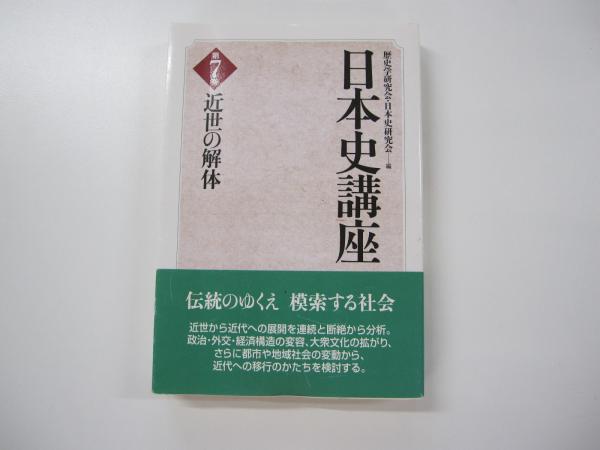 歴史学研究会・日本史研究会――編
日本史講座
第7巻
近世の解体
伝統のゆくえ 模索する社会
近世から近代への展開を連続と断絶から分析。
政治・外交・経済構造の変容、大衆文化の拡がり、
さらに都市や地域社会の変動から、
近代への移行のかたちを検討する。